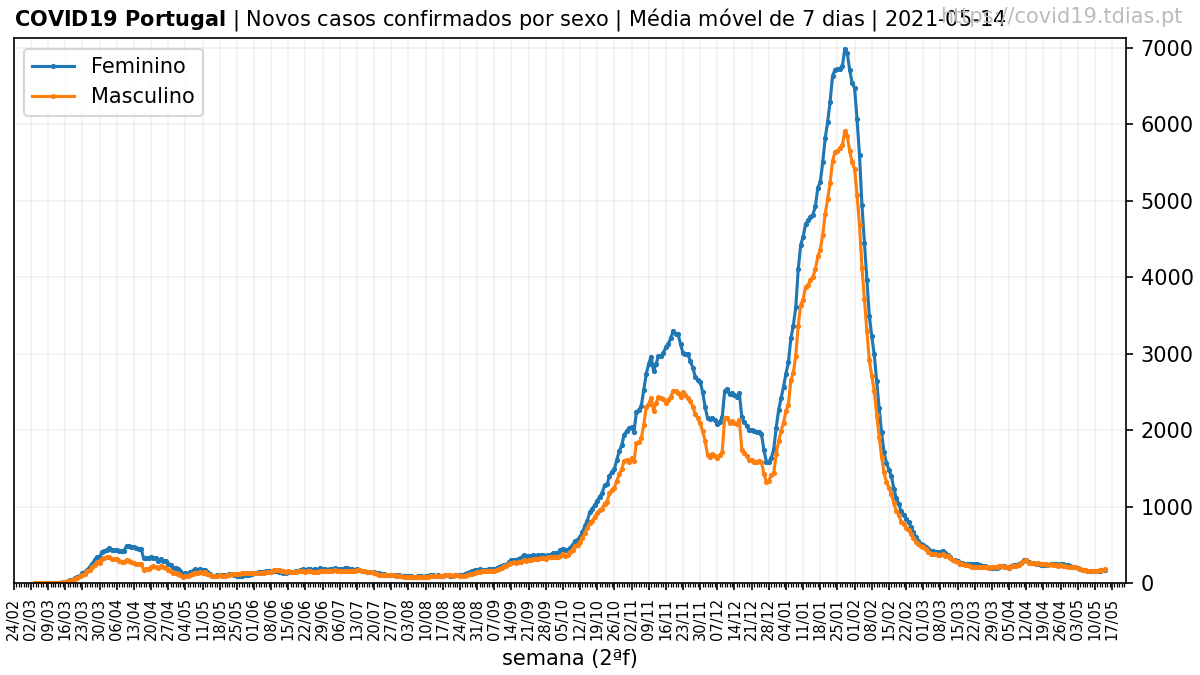 COVID19 Portugal | Novos casos confirmados por sexo | Média móvel de 7 dias | 2021-05-14
https://covid19.tdias.pt
Feminino
Masculino
7000
6000
5000
4000
3000
2000
1000
0
24/02 02/03 09/03 16/03 23/03 30/03 06/04 13/04 20/04 27/04 04/05 11/05 18/05 25/05 01/06 08/06 15/06 22/06 29/06 06/07 13/07 20/07 27/07 03/08 10/08 17/08 24/08 31/08 07/09 14/09 21/09 28/09 05/10 12/10 19/10 26/10 02/11 09/11 16/11 23/11 30/11 07/12 14/12 21/12 28/12 04/01 11/01 18/01 25/01 01/02 08/02 15/02 22/02 01/03 08/03 15/03 22/03 29/03 05/04 12/04 19/04 26/04 03/05 10/05 17/05
semana (2ªf)